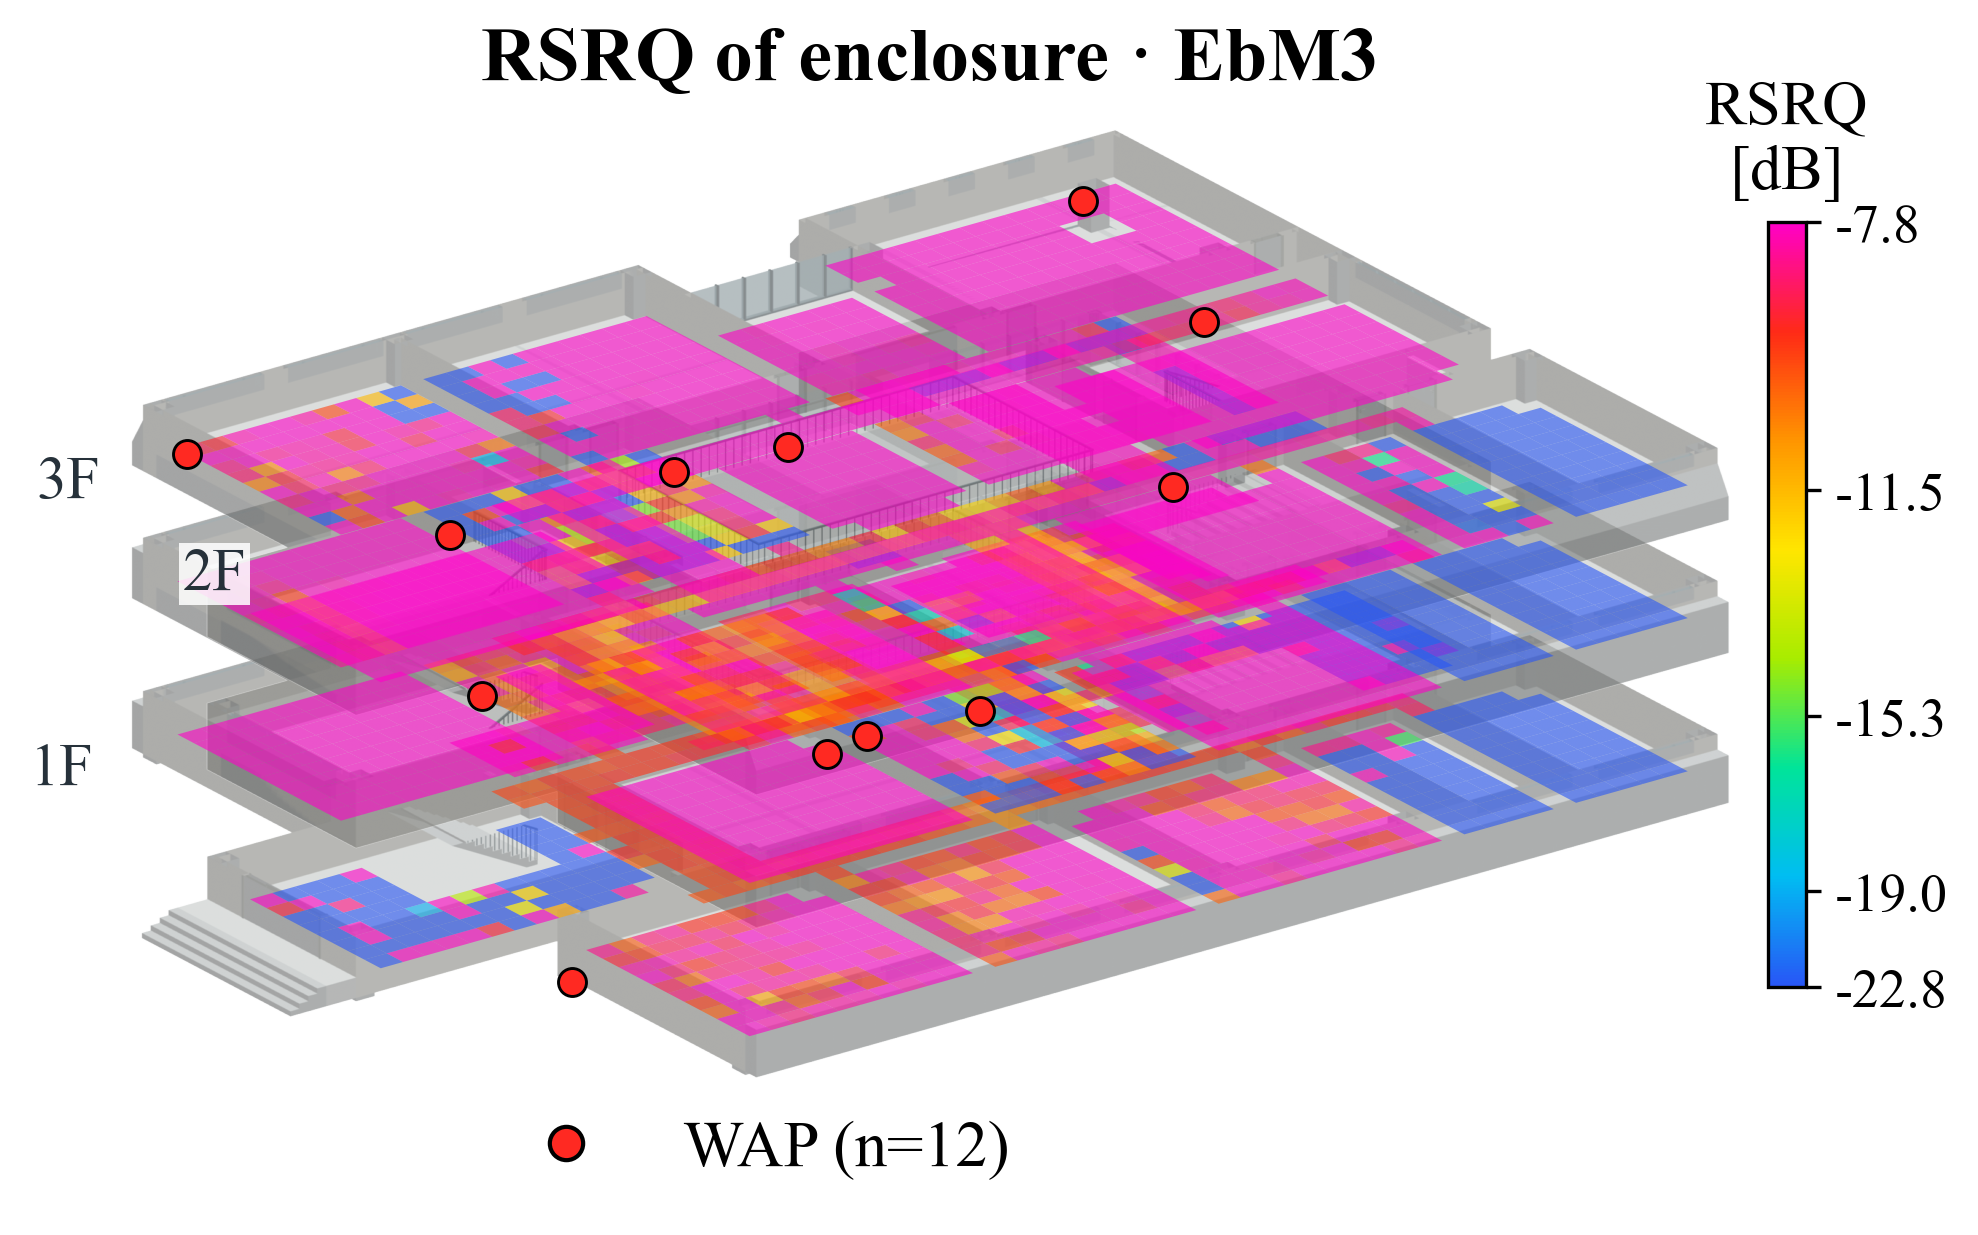 RSRQ of enclosure · EbM3
RSRQ
[dB]
-7.8
-11.5
-15.3
-19.0
-22.8
3F
2F
1F
WAP (n=12)